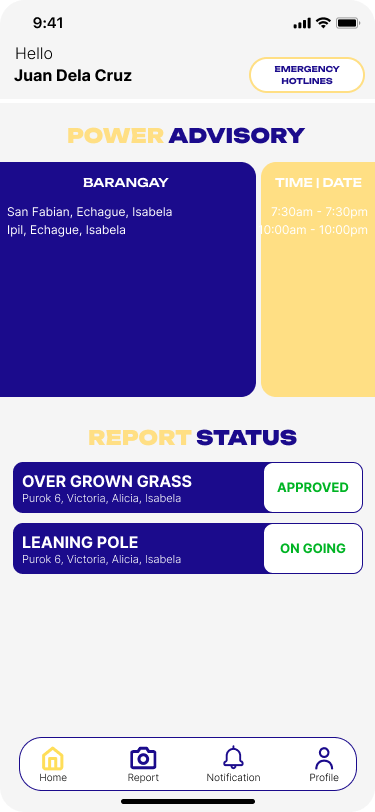 9:41
Hello
Juan Dela Cruz
EMERGENCY
HOTLINES
POWER ADVISORY
BARANGAY
TIME | DATE
San Fabian, Echague, Isabela
7:30am - 7:30pm
Ipil, Echague, Isabela
10:00am - 10:00pm
REPORT STATUS
OVER GROWN GRASS
Purok 6, Victoria, Alicia, Isabela
APPROVED
LEANING POLE
Purok 6, Victoria, Alicia, Isabela
ON GOING
Home
Report
Notification
Profile